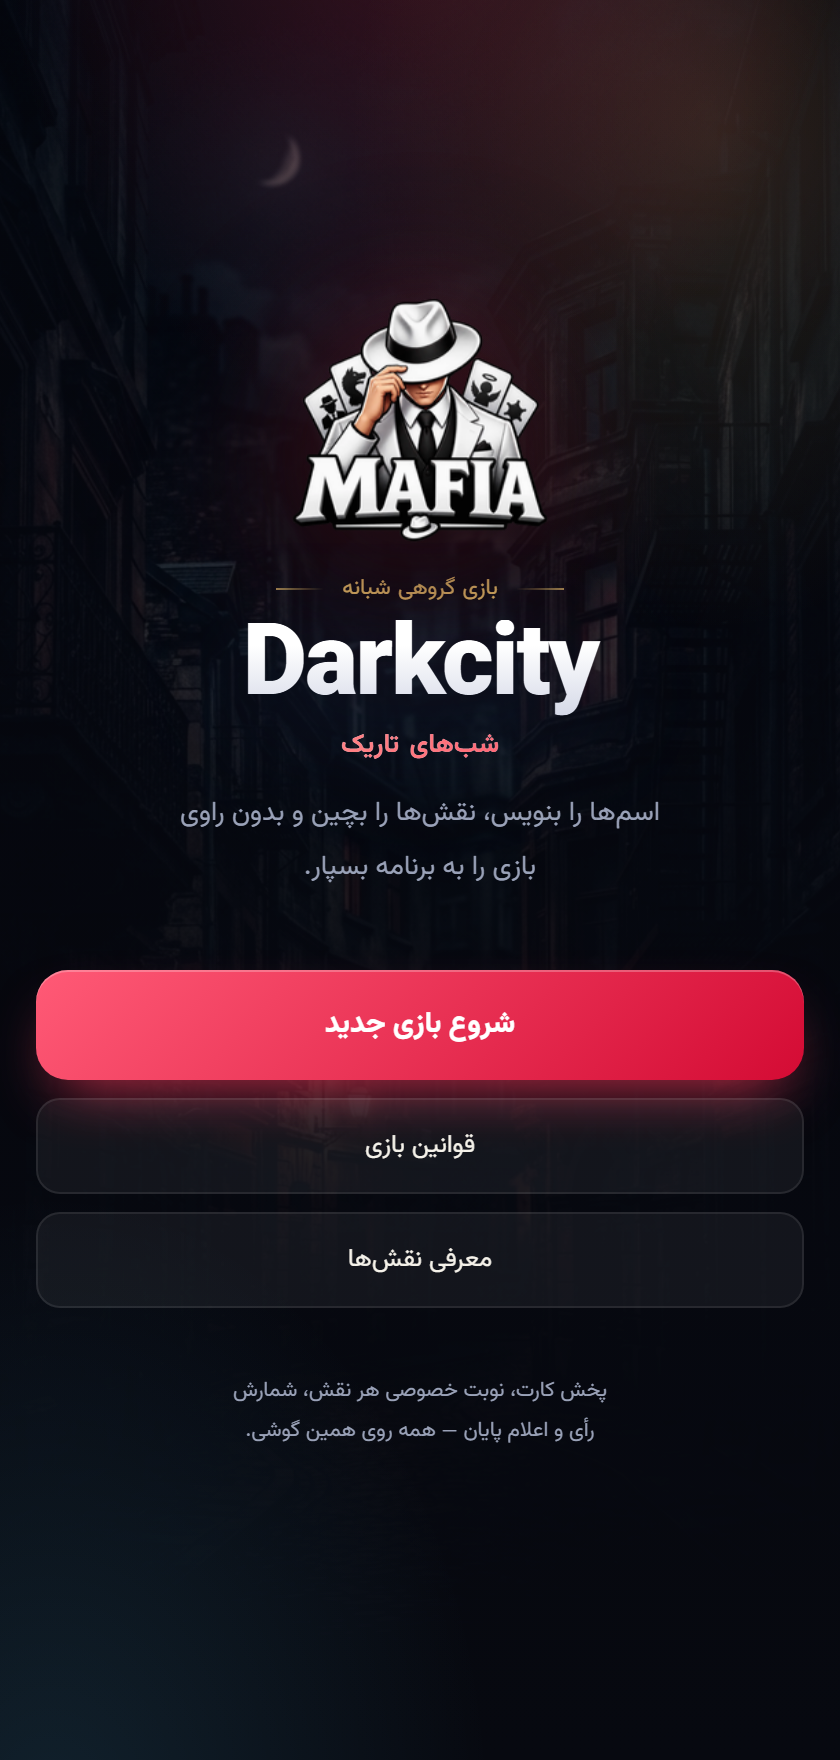 MAFIA
بازی گروهی شبانه
Darkcity
شب‌های تاریک
اسم‌ها را بنویس، نقش‌ها را بچین و بدون راوی
بازی را به برنامه بسپار.
شروع بازی جدید
قوانین بازی
معرفی نقش‌ها
پخش کارت، نوبت خصوصی هر نقش، شمارش
رأی و اعلام پایان — همه روی همین گوشی.